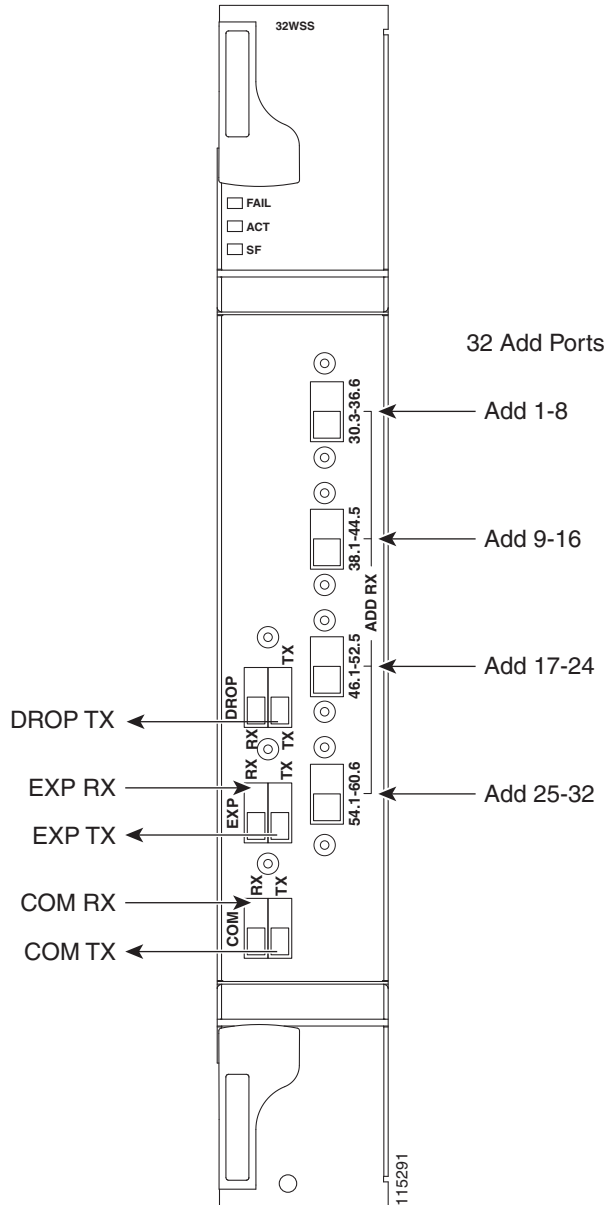 32WSS
FAIL
ACT
SF
32 Add Ports
30.3-36.6
Add 1-8
38.1-44.5
Add 9-16
ADD RX
46.1-52.5
Add 17-24
TX
DROP
DROP TX
RX
TX
RX
TX
EXP RX
EXP
EXP TX
54.1-60.6
Add 25-32
RX
TX
COM RX
COM
COM TX
115291